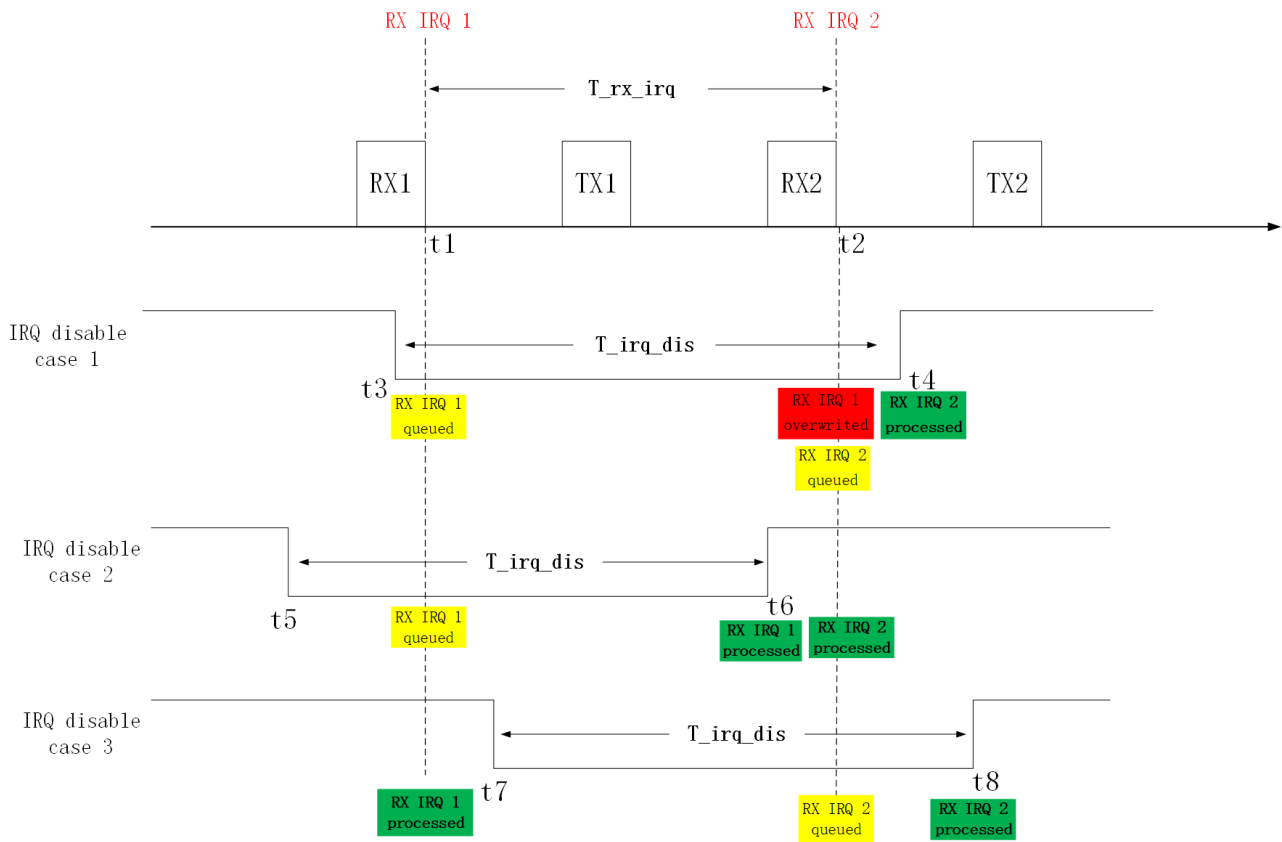 RX IRQ 1
RX IRQ 2
T_rx_irq
RX1
TX1
RX2
TX2
t1
t2
IRQ disable
case 1
T_irq_dis
t3
t4
RX IRQ 1
queued
RX IRQ 1
overwrited
RX IRQ 2
processed
RX IRQ 2
queued
IRQ disable
case 2
T_irq_dis
t5
t6
RX IRQ 1
queued
RX IRQ 1
processed
RX IRQ 2
processed
IRQ disable
case 3
T_irq_dis
t7
t8
RX IRQ 1
processed
RX IRQ 2
queued
RX IRQ 2
processed